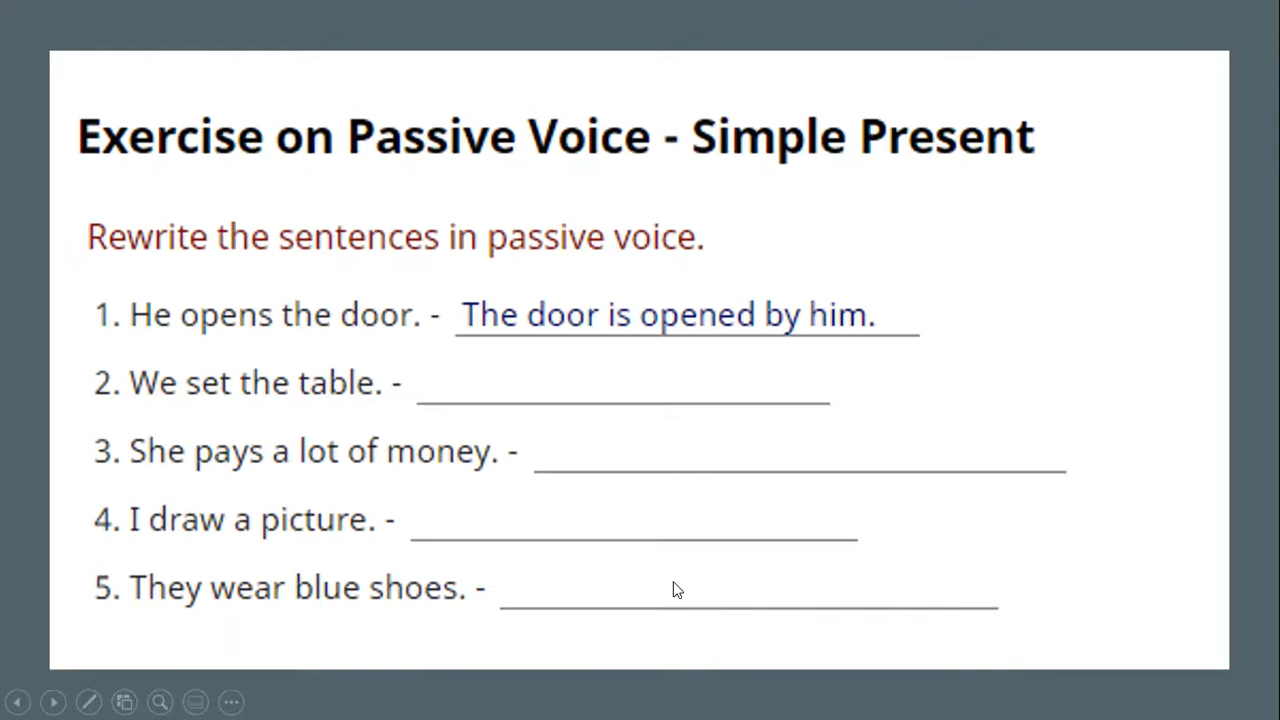 Exercise on Passive Voice - Simple Present
Rewrite the sentences in passive voice.
1. He opens the door. - The door is opened by him.
2. We set the table. -
3. She pays a lot of money. -
4. I draw a picture. -
5. They wear blue shoes. -